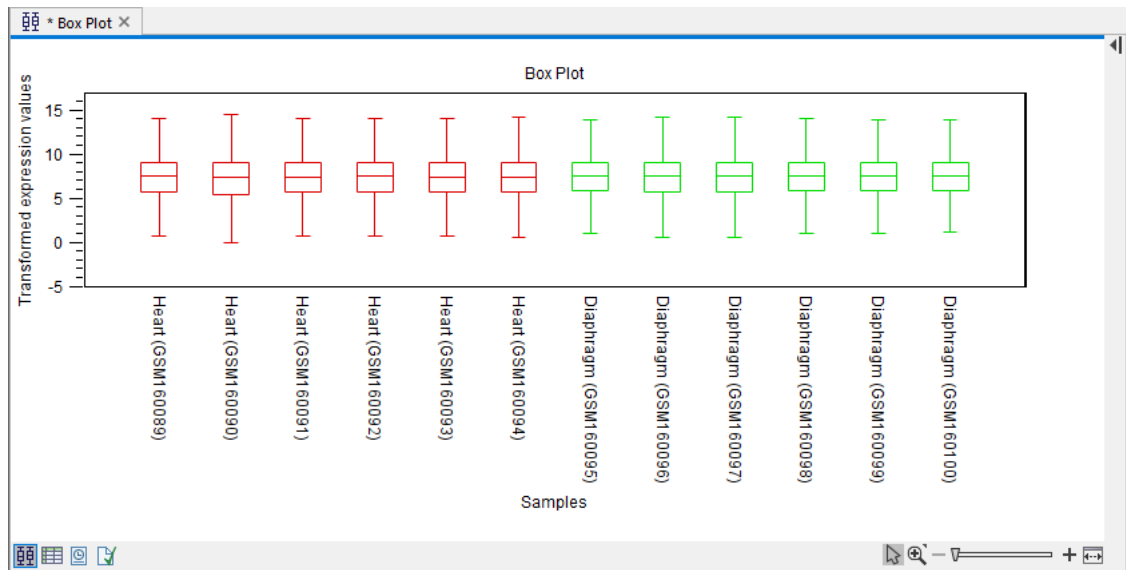 * Box Plot
Box Plot
Transformed expression values
15
10
5
0
-5
Heart (GSM160089)
Heart (GSM160090)
Heart (GSM160091)
Heart (GSM160092)
Heart (GSM160093)
Heart (GSM160094)
Diaphragm (GSM160095)
Diaphragm (GSM160096)
Diaphragm (GSM160097)
Diaphragm (GSM160098)
Diaphragm (GSM160099)
Diaphragm (GSM160100)
Samples